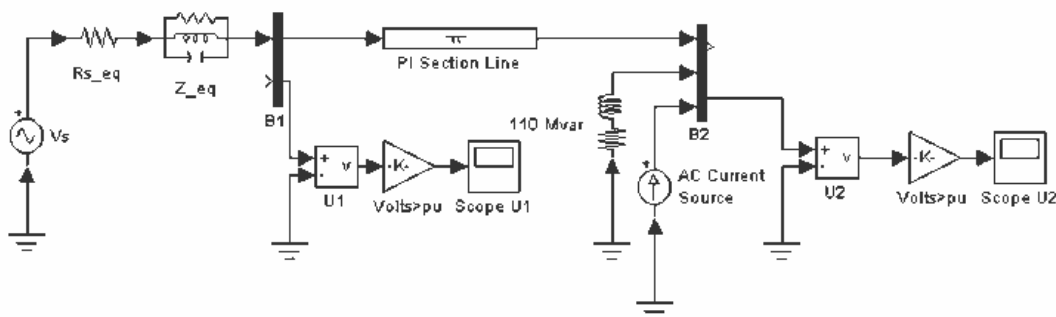 Rs_eq
Z_eq
Vs
B1
PI Section Line
110 Mvar
B2
AC Current
Source
+
-
v
U1
-K-
Volts>pu
Scope U1
+
-
v
U2
-K-
Volts>pu
Scope U2